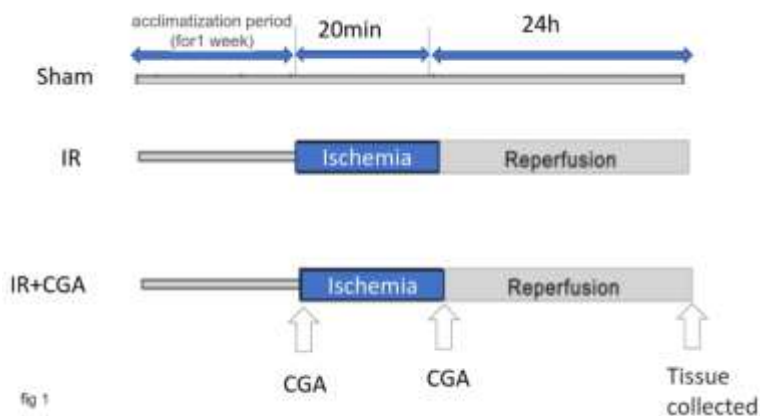 acclimatization period
(for1 week)
20min
24h
Sham
IR
Ischemia
Reperfusion
IR+CGA
Ischemia
Reperfusion
CGA
CGA
Tissue
collected
fig 1